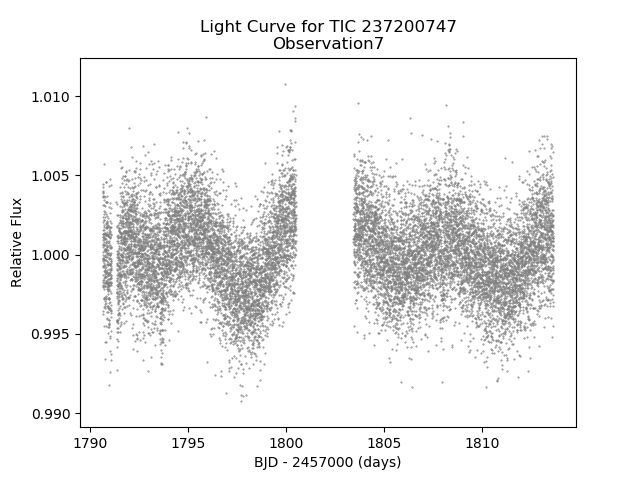 Light Curve for TIC 237200747
Observation7
1.010
1.005
1.000
0.995
0.990
Relative Flux
1790 1795 1800 1805 1810
BJD - 2457000 (days)